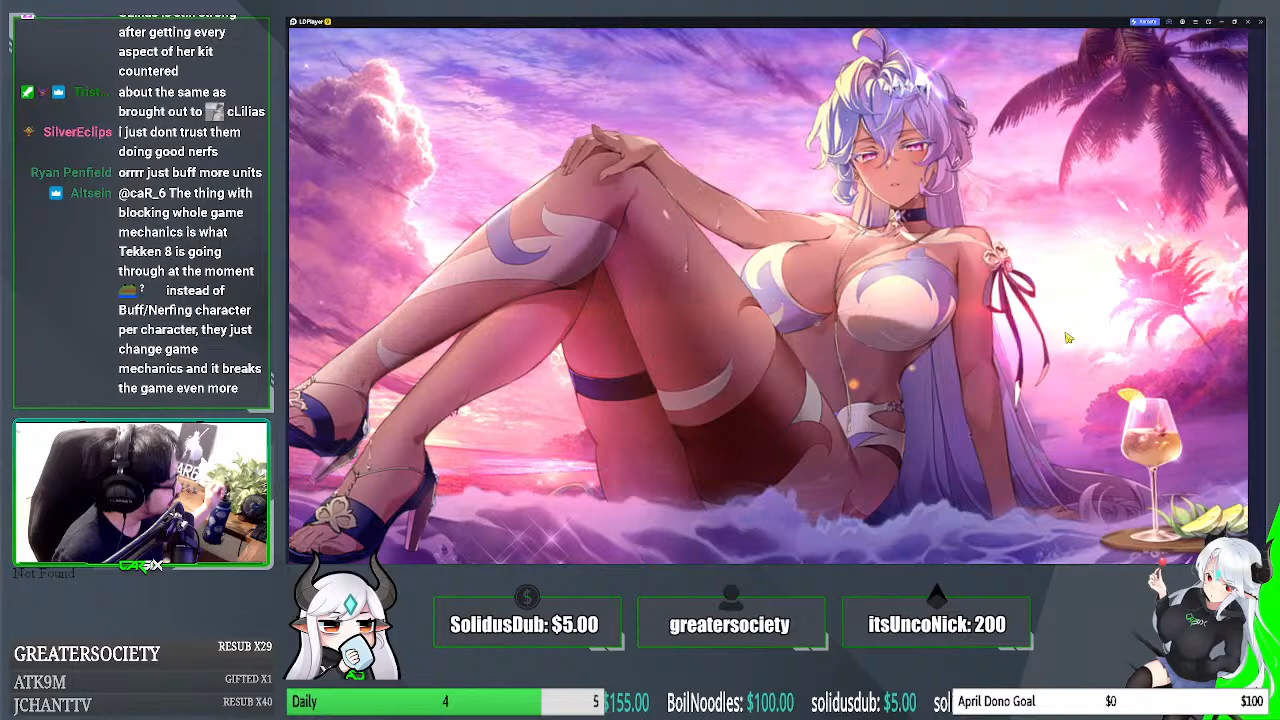 LDPlayer 9
after getting every
aspect of her kit
countered
Trist... about the same as
brought out to cLilias
SilverEclips i just dont trust them
doing good nerfs
Ryan Penfield orrrr just buff more units
Altsein @caR_6 The thing with
blocking whole game
mechanics is what
Tekken 8 is going
through at the moment
? instead of
Buff/Nerfing character
per character, they just
change game
mechanics and it breaks
the game even more
CARSIX
Not Found
SolidusDub: $5.00
greatersociety
itsUncoNick: 200
GREATERSOCIETY RESUB X29
ATK9M GIFTED X1
JCHANTTV RESUB X40
Daily 4 5
$155.00 BoilNoodles: $100.00 solidusdub: $5.00 sol
April Dono Goal $0 $100